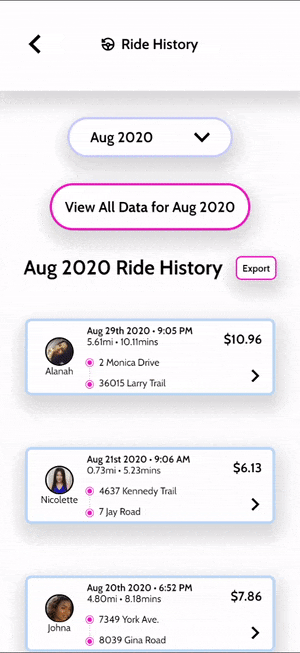 Ride History
Aug 2020
View All Data for Aug 2020
Aug 2020 Ride History
Export
Aug 29th 2020 • 9:05 PM
5.61mi • 10.11mins
$10.96
2 Monica Drive
Alanah
36015 Larry Trail
Aug 21st 2020 • 9:06 AM
0.73mi • 5.23mins
$6.13
4637 Kennedy Trail
Nicolette
7 Jay Road
Aug 20th 2020 • 6:52 PM
4.80mi • 8.18mins
$7.86
7349 York Ave.
Johna
8039 Gina Road